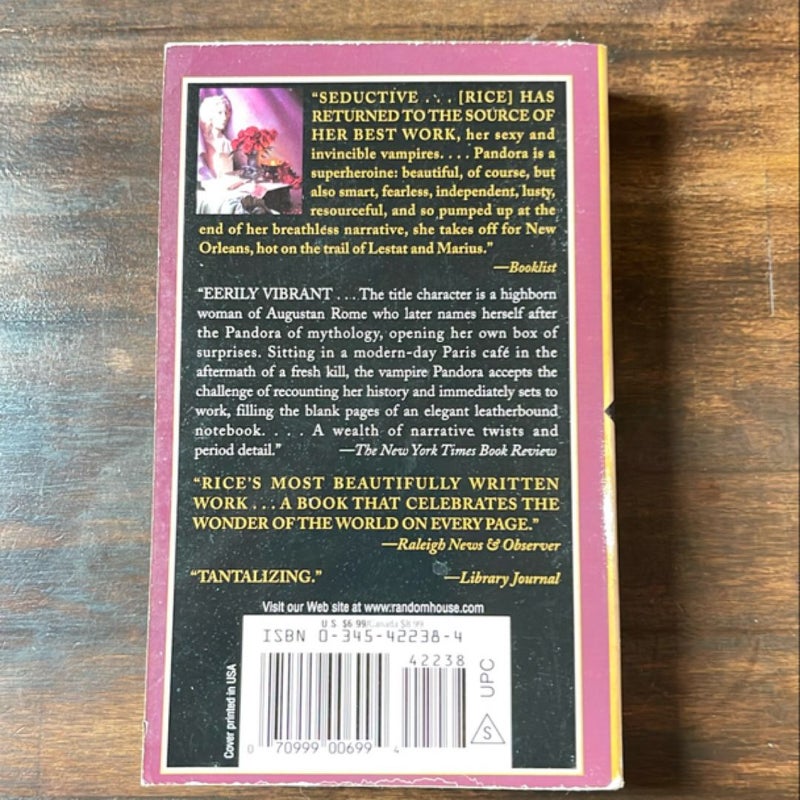 “SEDUCTIVE . . . [RICE] HAS
RETURNED TO THE SOURCE OF
HER BEST WORK, her sexy and
invincible vampires. . . . Pandora is a
superheroine: beautiful, of course, but
also smart, fearless, independent, lusty,
resourceful, and so pumped up at the
end of her breathless narrative, she takes off for New
Orleans, hot on the trail of Lestat and Marius.”
—Booklist
“EERILY VIBRANT . . . The title character is a highborn
woman of Augustan Rome who later names herself after
the Pandora of mythology, opening her own box of
surprises. Sitting in a modern-day Paris café in the
aftermath of a fresh kill, the vampire Pandora accepts the
challenge of recounting her history and immediately sets to
work, filling the blank pages of an elegant leatherbound
notebook. . . . . A wealth of narrative twists and
period detail.” —The New York Times Book Review
“RICE’S MOST BEAUTIFULLY WRITTEN
WORK . . . A BOOK THAT CELEBRATES THE
WONDER OF THE WORLD ON EVERY PAGE.”
—Raleigh News & Observer
“TANTALIZING.” —Library Journal
Visit our Web site at www.randomhouse.com
U.S. $6.99/Canada $8.99
ISBN 0-345-42238-4
42238
UPC
S
0 70999 00699 4
Cover printed in USA